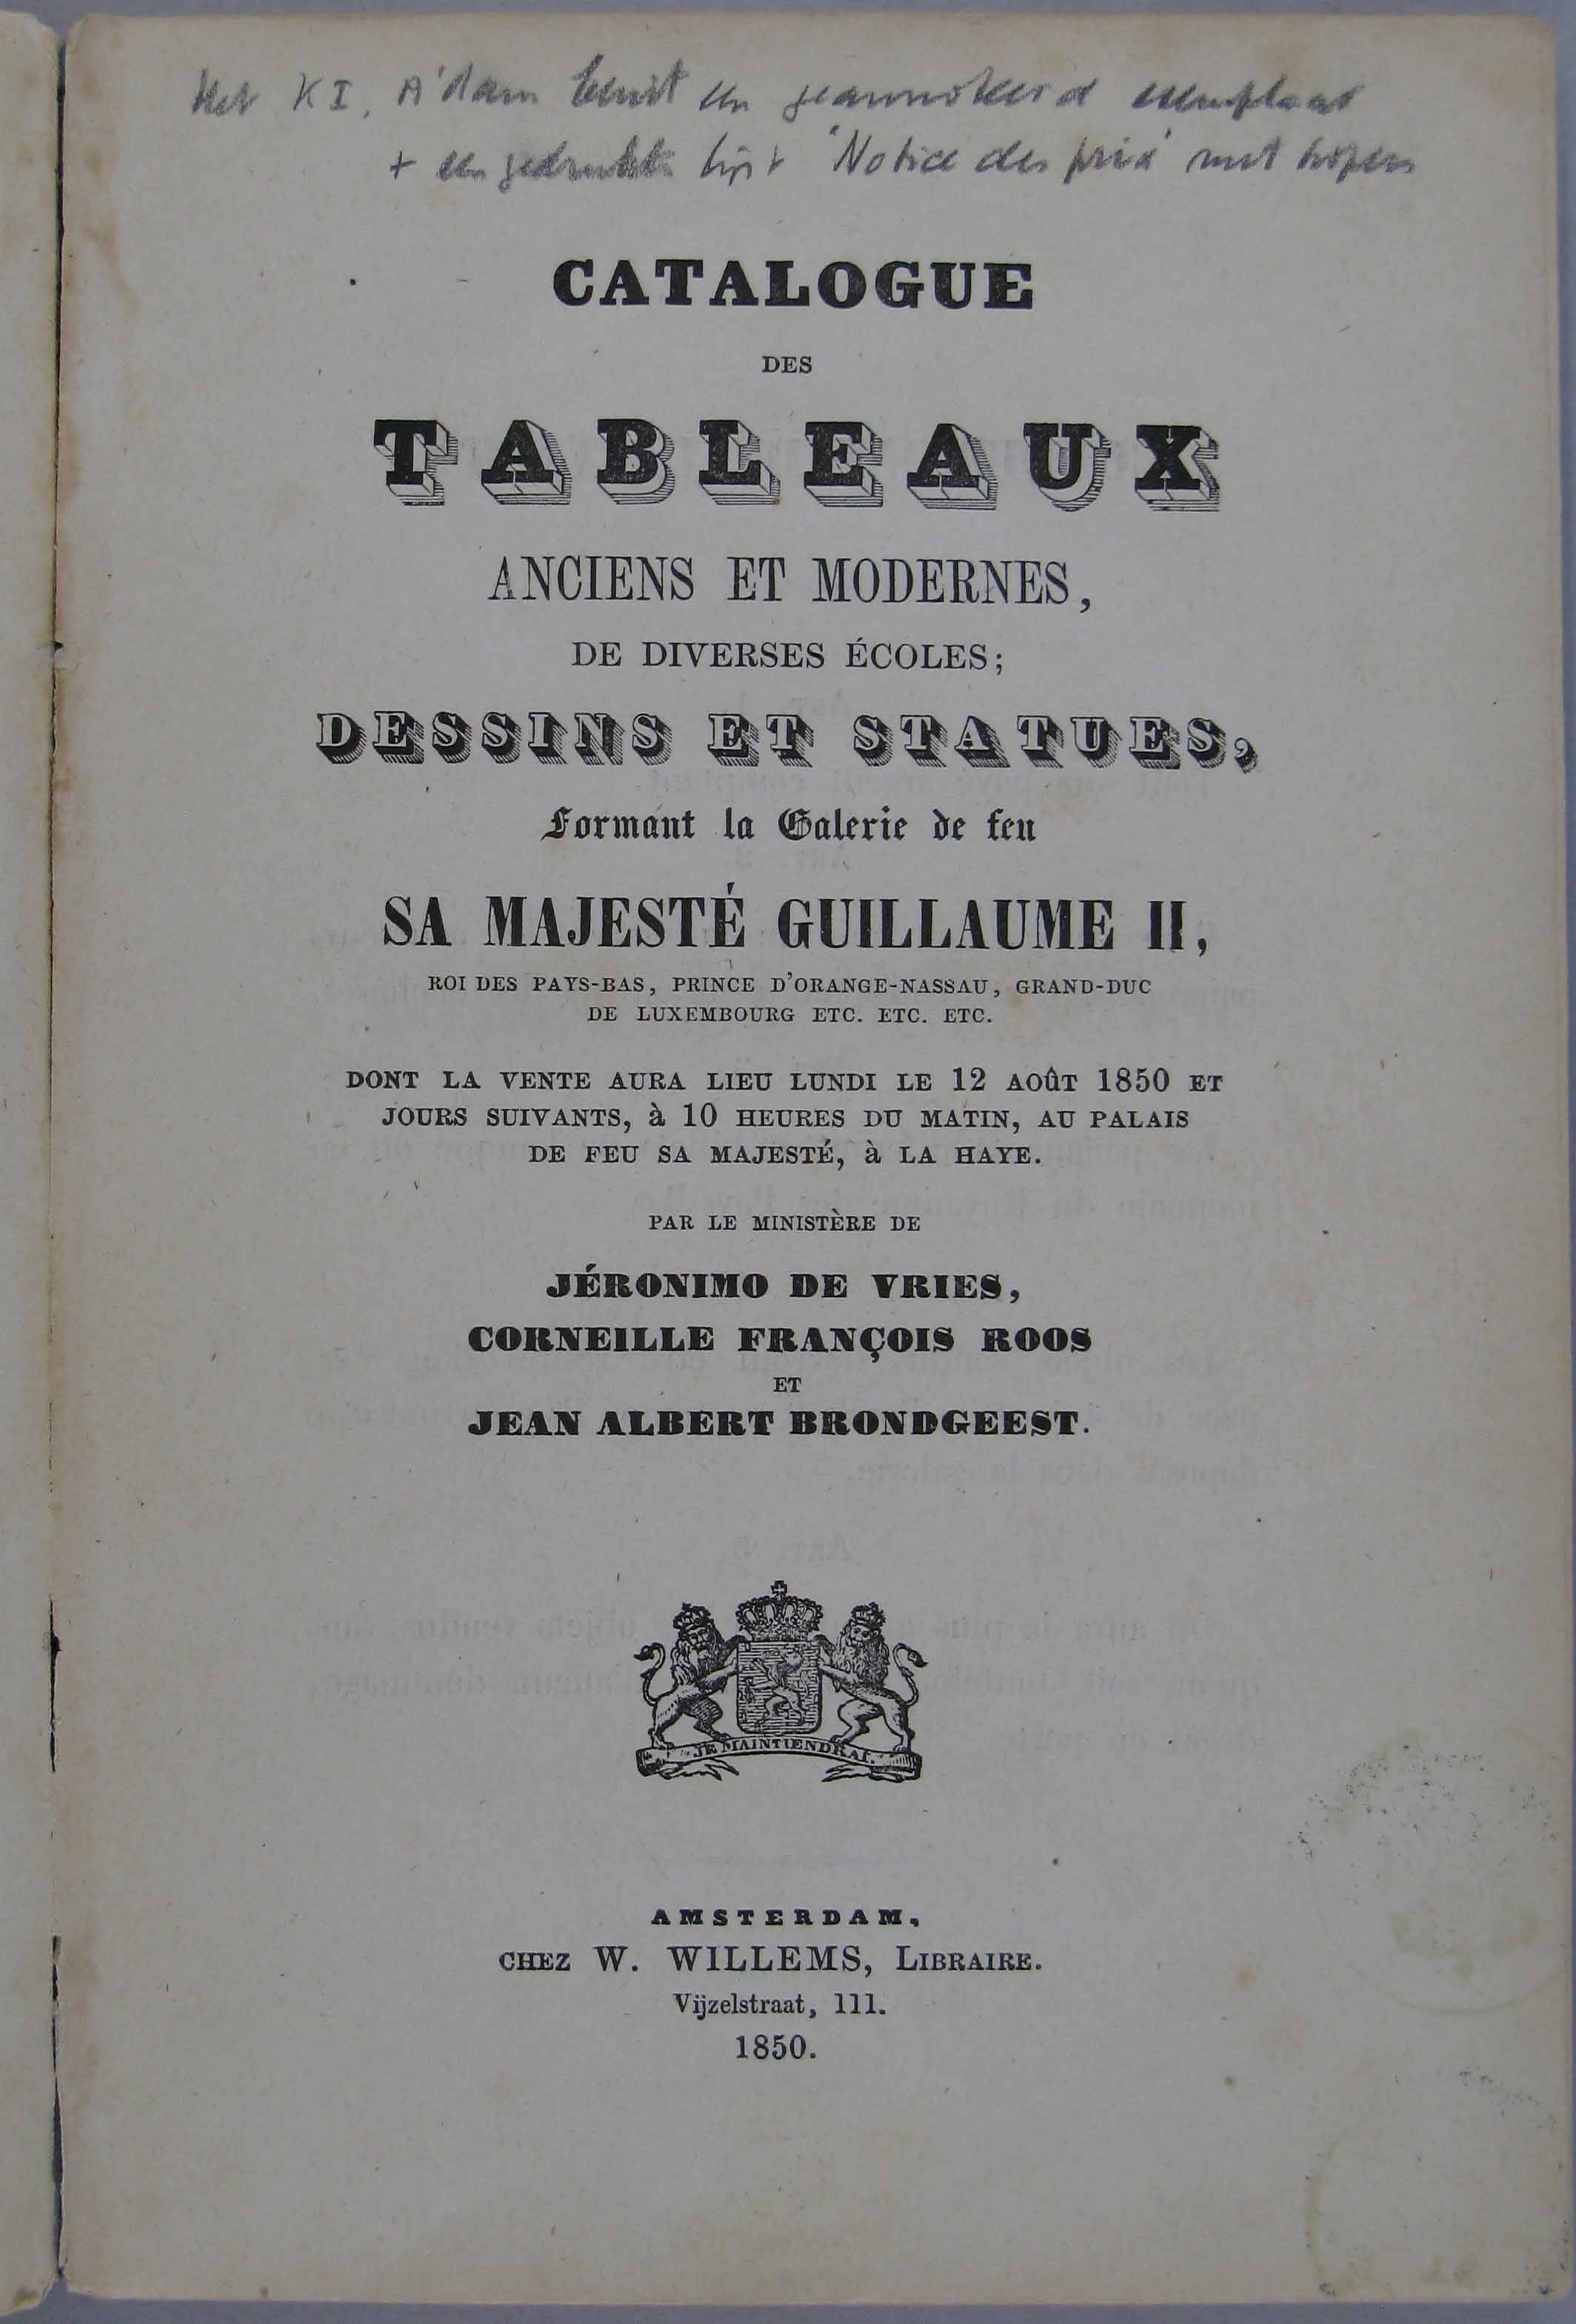 Het KI, A'dam bezit een geannoteerd exemplaar
+ een gedrukte lijst "Notice des prix" met kopers
CATALOGUE
DES
TABLEAUX
ANCIENS ET MODERNES,
DE DIVERSES ÉCOLES;
DESSINS ET STATUES,
Formant la Galerie de feu
SA MAJESTÉ GUILLAUME II,
ROI DES PAYS-BAS, PRINCE D'ORANGE-NASSAU, GRAND-DUC
DE LUXEMBOURG ETC. ETC. ETC.
DONT LA VENTE AURA LIEU LUNDI LE 12 AOûT 1850 ET
JOURS SUIVANTS, à 10 HEURES DU MATIN, AU PALAIS
DE FEU SA MAJESTÉ, à LA HAYE.
PAR LE MINISTÈRE DE
JÉRONIMO DE VRIES,
CORNEILLE FRANÇOIS ROOS
ET
JEAN ALBERT BRONDGEEST.
JE MAINTIENDRAI.
AMSTERDAM,
CHEZ W. WILLEMS, LIBRAIRE.
Vijzelstraat, 111.
1850.